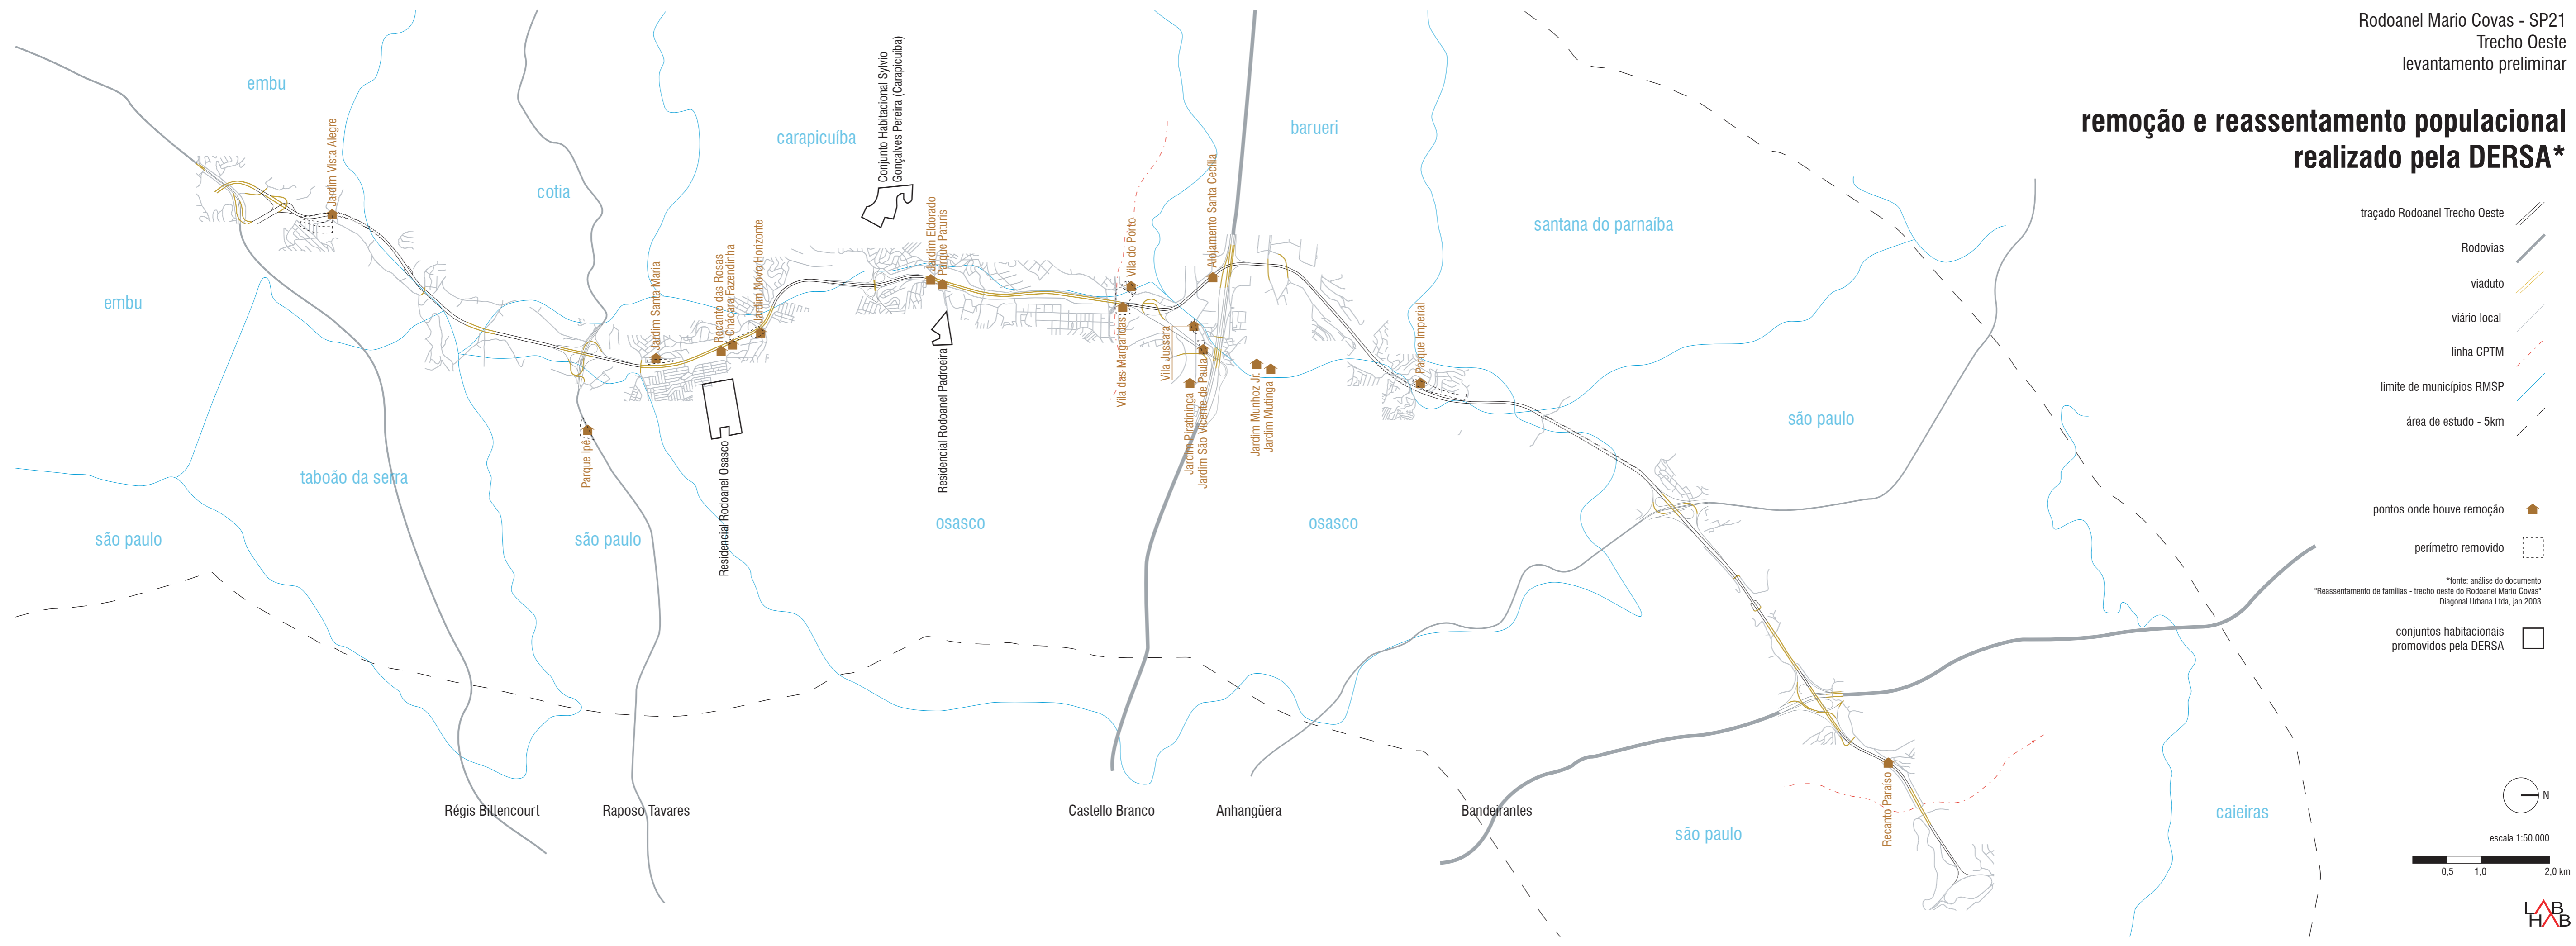 Rodoanel Mario Covas - SP21
Trecho Oeste
levantamento preliminar
remoção e reassentamento populacional
realizado pela DERSA*
traçado Rodoanel Trecho Oeste
Rodovias
viaduto
viário local
linha CPTM
limite de municípios RMSP
área de estudo - 5km
pontos onde houve remoção
perímetro removido
*fonte: análise do documento
"Reassentamento de famílias - trecho oeste do Rodoanel Mario Covas"
Diagonal Urbana Ltda, jan 2003
conjuntos habitacionais
promovidos pela DERSA
N
escala 1:50.000
0,5 1,0 2,0 km
LAB
HAB
embu
cotia
carapicuíba
barueri
santana do parnaíba
embu
taboão da serra
são paulo
são paulo
osasco
osasco
são paulo
são paulo
caieiras
Jardim Vista Alegre
Parque Ipê
Jardim Santa Maria
Recanto das Rosas
Chácara Fazendinha
Jardim Novo Horizonte
Conjunto Habitacional Sylvio
Gonçalves Pereira (Carapicuíba)
Residencial Rodoanel Osasco
Jardim Eldorado
Parque Paturis
Residencial Rodoanel Padroeira
Vila das Margaridas
Vila do Porto
Vila Jussara
Jardim Piratininga
Jardim São Vicente de Paula
Alojamento Santa Cecília
Jardim Munhoz Jr.
Jardim Mutinga
Parque Imperial
Recanto Paraíso
Régis Bittencourt
Raposo Tavares
Castello Branco
Anhangüera
Bandeirantes